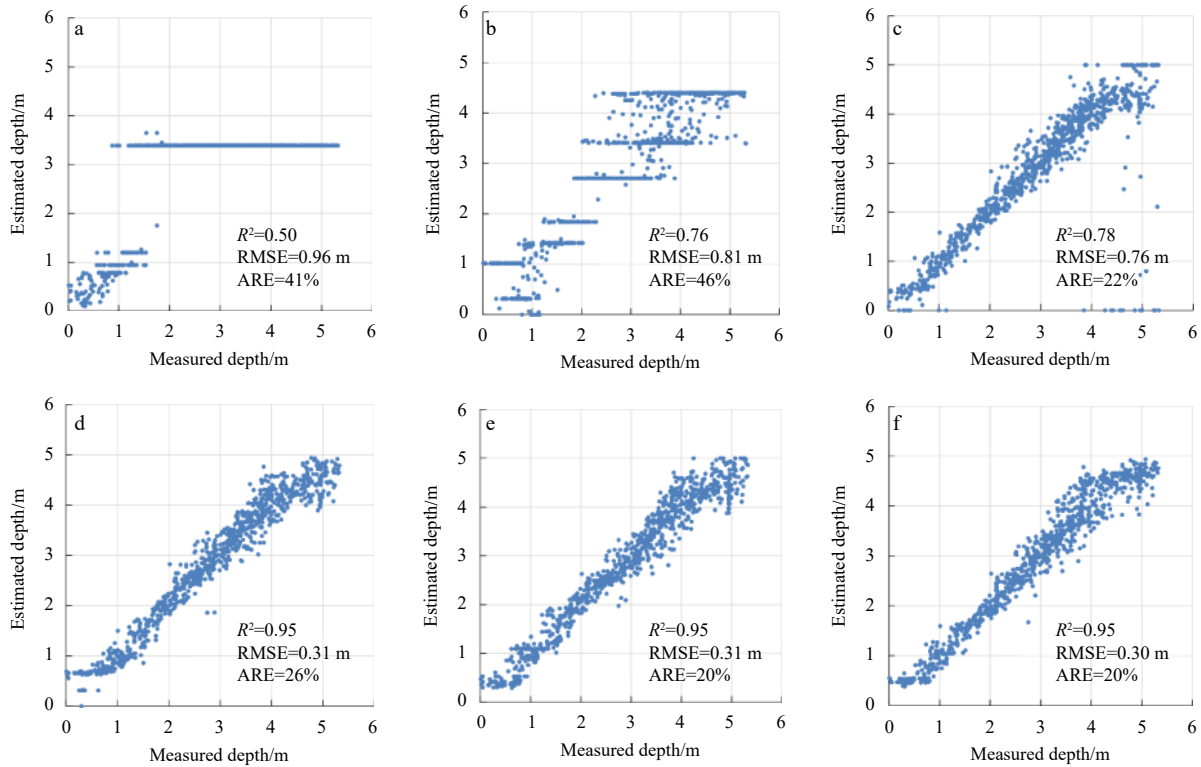 a
6
5
4
3
2
1
0
Estimated depth/m
R²=0.50
RMSE=0.96 m
ARE=41%
0 1 2 3 4 5 6
Measured depth/m
b
6
5
4
3
2
1
0
Estimated depth/m
R²=0.76
RMSE=0.81 m
ARE=46%
0 1 2 3 4 5 6
Measured depth/m
c
6
5
4
3
2
1
0
Estimated depth/m
R²=0.78
RMSE=0.76 m
ARE=22%
0 1 2 3 4 5 6
Measured depth/m
d
6
5
4
3
2
1
0
Estimated depth/m
R²=0.95
RMSE=0.31 m
ARE=26%
0 1 2 3 4 5 6
Measured depth/m
e
6
5
4
3
2
1
0
Estimated depth/m
R²=0.95
RMSE=0.31 m
ARE=20%
0 1 2 3 4 5 6
Measured depth/m
f
6
5
4
3
2
1
0
Estimated depth/m
R²=0.95
RMSE=0.30 m
ARE=20%
0 1 2 3 4 5 6
Measured depth/m